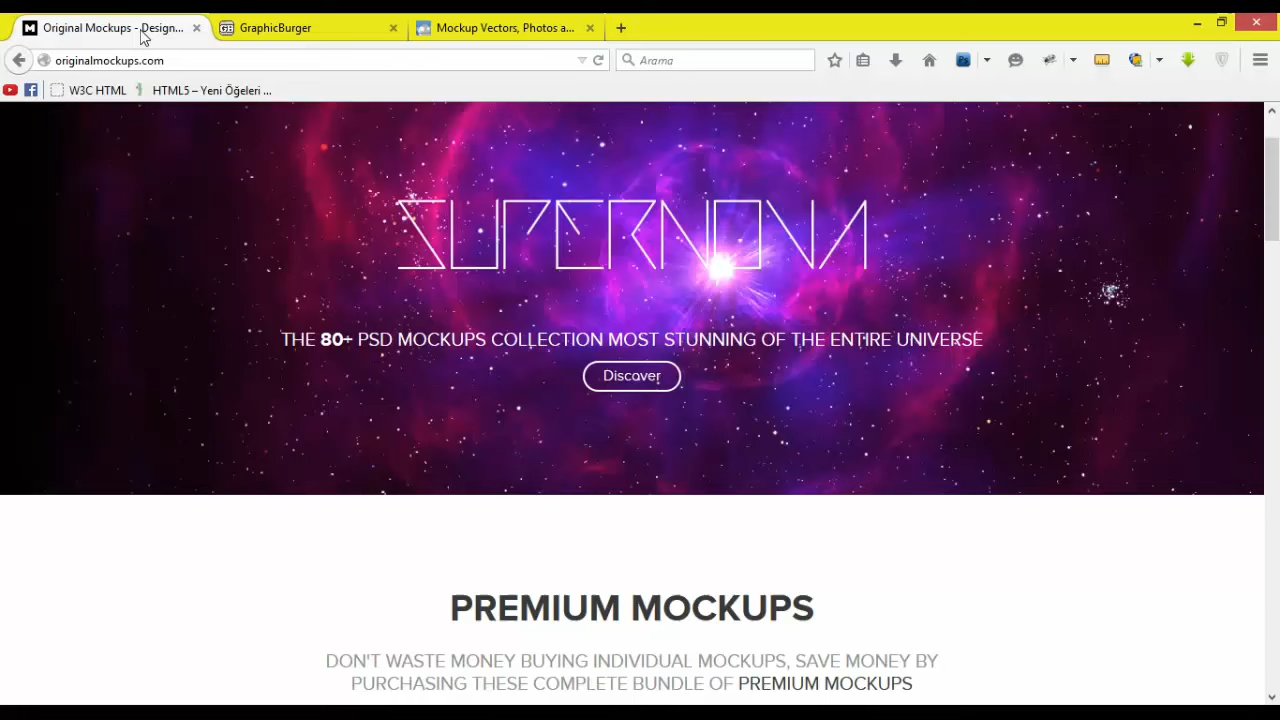 Original Mockups - Design...
GraphicBurger
Mockup Vectors, Photos a...
originalmockups.com
Arama
W3C HTML
HTML5 – Yeni Öğeleri ...
SUPERNOVA
THE 80+ PSD MOCKUPS COLLECTION MOST STUNNING OF THE ENTIRE UNIVERSE
Discover
PREMIUM MOCKUPS
DON'T WASTE MONEY BUYING INDIVIDUAL MOCKUPS, SAVE MONEY BY
PURCHASING THESE COMPLETE BUNDLE OF PREMIUM MOCKUPS